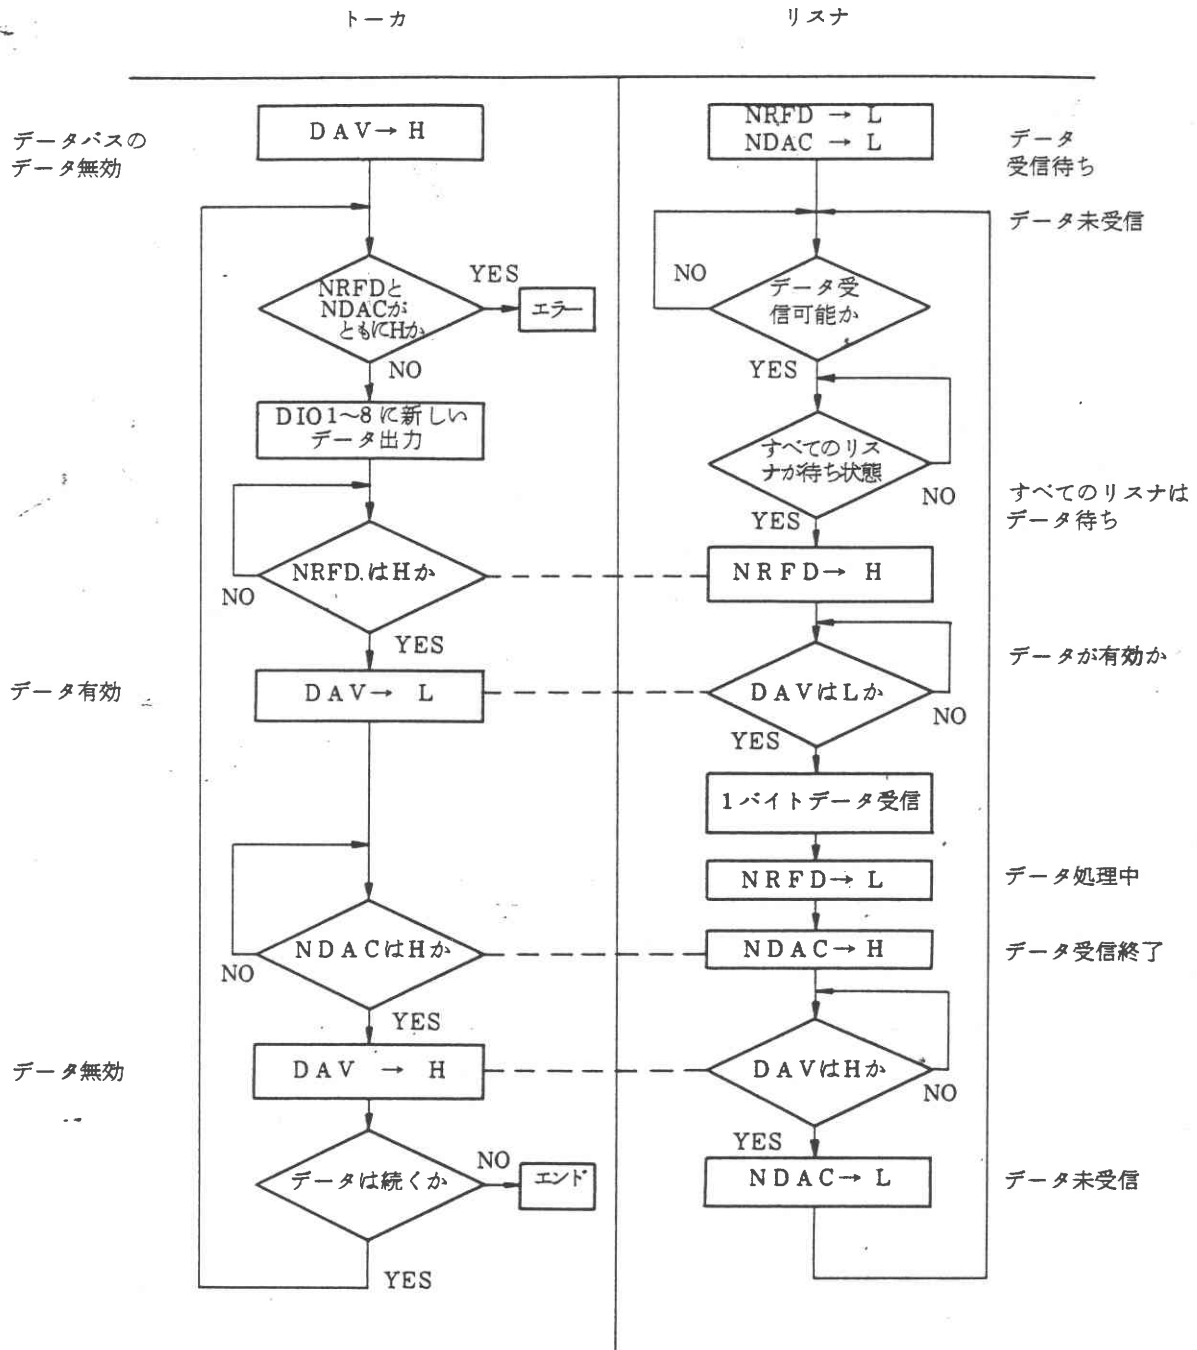 トーカ
リスナ
データバスの
データ無効
DAV→ H
NRFD → L
NDAC → L
データ
受信待ち
データ未受信
NRFDと
NDACが
ともにHか
YES
エラー
NO
データ受
信可能か
NO
YES
DIO1~8に新しい
データ出力
すべてのリス
ナが待ち状態
NO
YES
すべてのリスナは
データ待ち
NRFD.はHか
NO
YES
NRFD→ H
データ有効
DAV→ L
DAVはLか
NO
YES
データが有効か
1バイトデータ受信
NRFD→ L
データ処理中
NDACはHか
NO
YES
NDAC→ H
データ受信終了
データ無効
DAV → H
DAVはHか
NO
YES
データは続くか
NO
エンド
YES
NDAC→ L
データ未受信